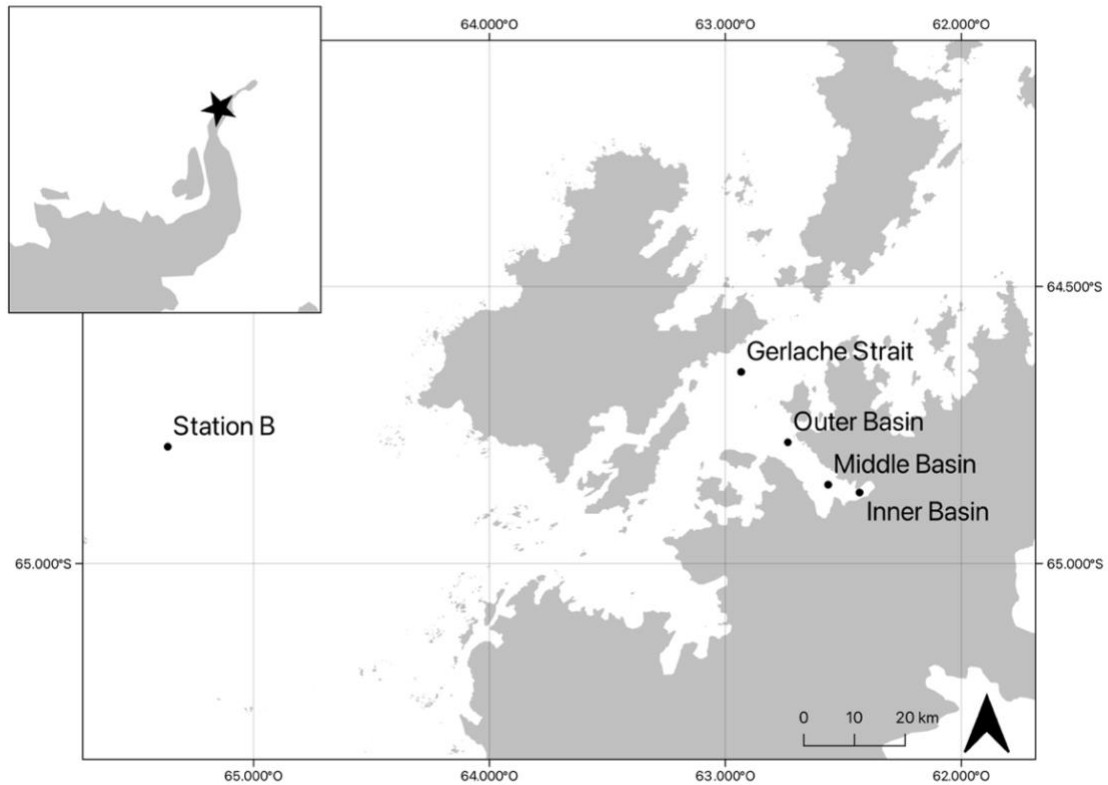 64.000°O 63.000°O 62.000°O
64.500°S
Gerlache Strait
Outer Basin
Station B
Middle Basin
Inner Basin
65.000°S 65.000°S
0 10 20 km
65.000°O 64.000°O 63.000°O 62.000°O